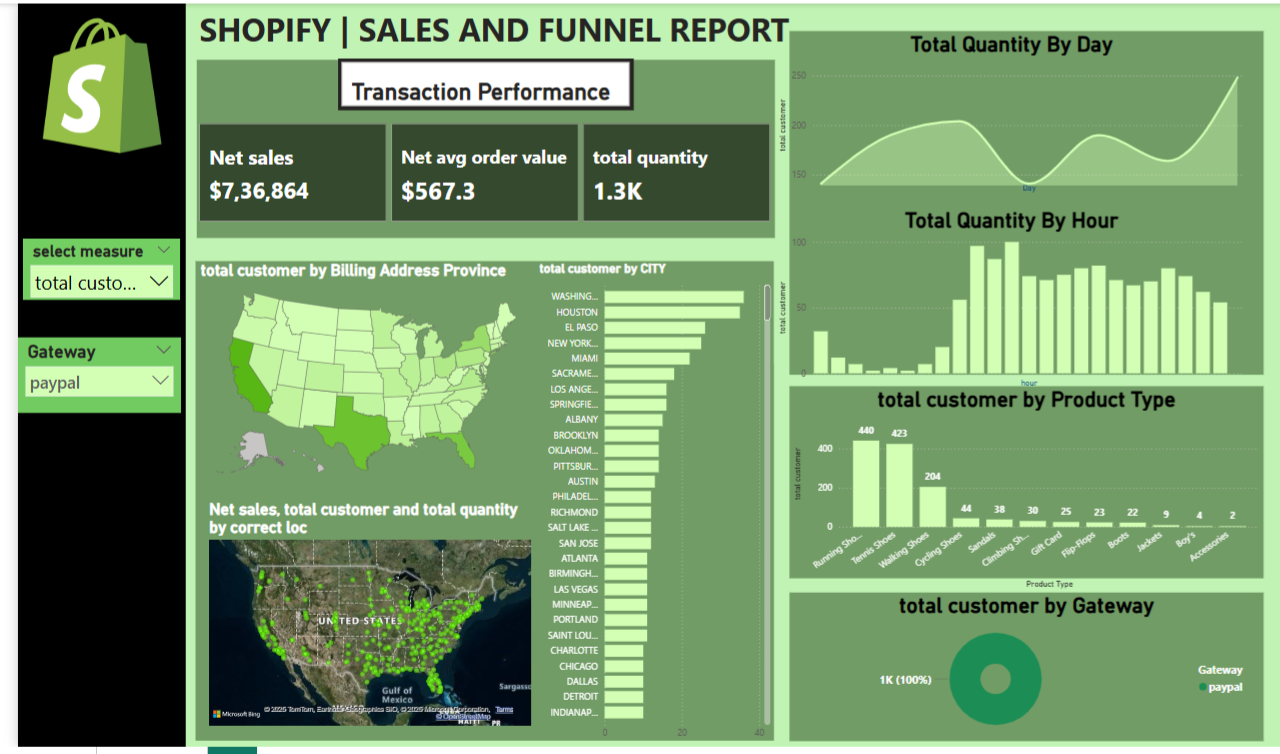 SHOPIFY | SALES AND FUNNEL REPORT
S
select measure
total custo...
Gateway
paypal
Transaction Performance
Net sales
$7,36,864
Net avg order value
$567.3
total quantity
1.3K
total customer by Billing Address Province
Net sales, total customer and total quantity
by correct loc
UNITED STATES
Gulf of
Mexico
Microsoft Bing
© 2025 TomTom, Earthstar Geographics SIO, © 2025 Microsoft Corporation,
Terms
© OpenStreetMap
HAITI
PR
total customer by CITY
WASHING...
HOUSTON
EL PASO
NEW YORK...
MIAMI
SACRAME...
LOS ANGE...
SPRINGFIE...
ALBANY
BROOKLYN
OKLAHOM...
PITTSBUR...
AUSTIN
PHILADEL...
RICHMOND
SALT LAKE ...
SAN JOSE
ATLANTA
BIRMINGH...
LAS VEGAS
MINNEAP...
PORTLAND
SAINT LOU...
CHARLOTTE
CHICAGO
DALLAS
DETROIT
INDIANAP...
0 20 40
Total Quantity By Day
total customer
250
200
150
Day
Total Quantity By Hour
total customer
100
50
0
hour
total customer by Product Type
total customer
400
200
0
440 423 204 44 38 30 25 23 22 9 4 2
Running Sho...
Tennis Shoes
Walking Shoes
Cycling Shoes
Sandals
Climbing Sh...
Gift Card
Flip-Flops
Boots
Jackets
Boy's
Accessories
Product Type
total customer by Gateway
1K (100%)
Gateway
paypal